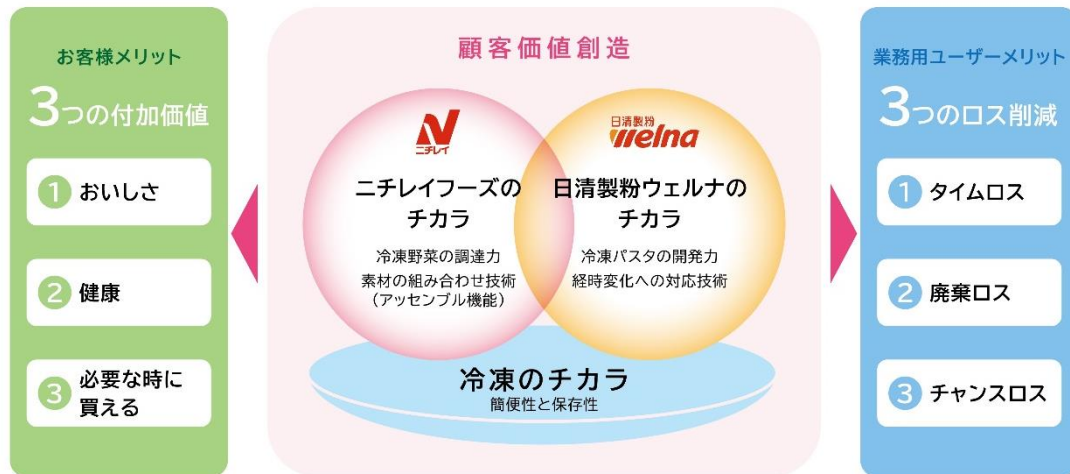 お客様メリット
3つの付加価値
1 おいしさ
2 健康
3 必要な時に
買える
顧客価値創造
N
ニチレイ
ニチレイフーズの
チカラ
冷凍野菜の調達力
素材の組み合わせ技術
(アッセンブル機能)
日清製粉
Welna
日清製粉ウェルナの
チカラ
冷凍パスタの開発力
経時変化への対応技術
冷凍のチカラ
簡便性と保存性
業務用ユーザーメリット
3つのロス削減
1 タイムロス
2 廃棄ロス
3 チャンスロス